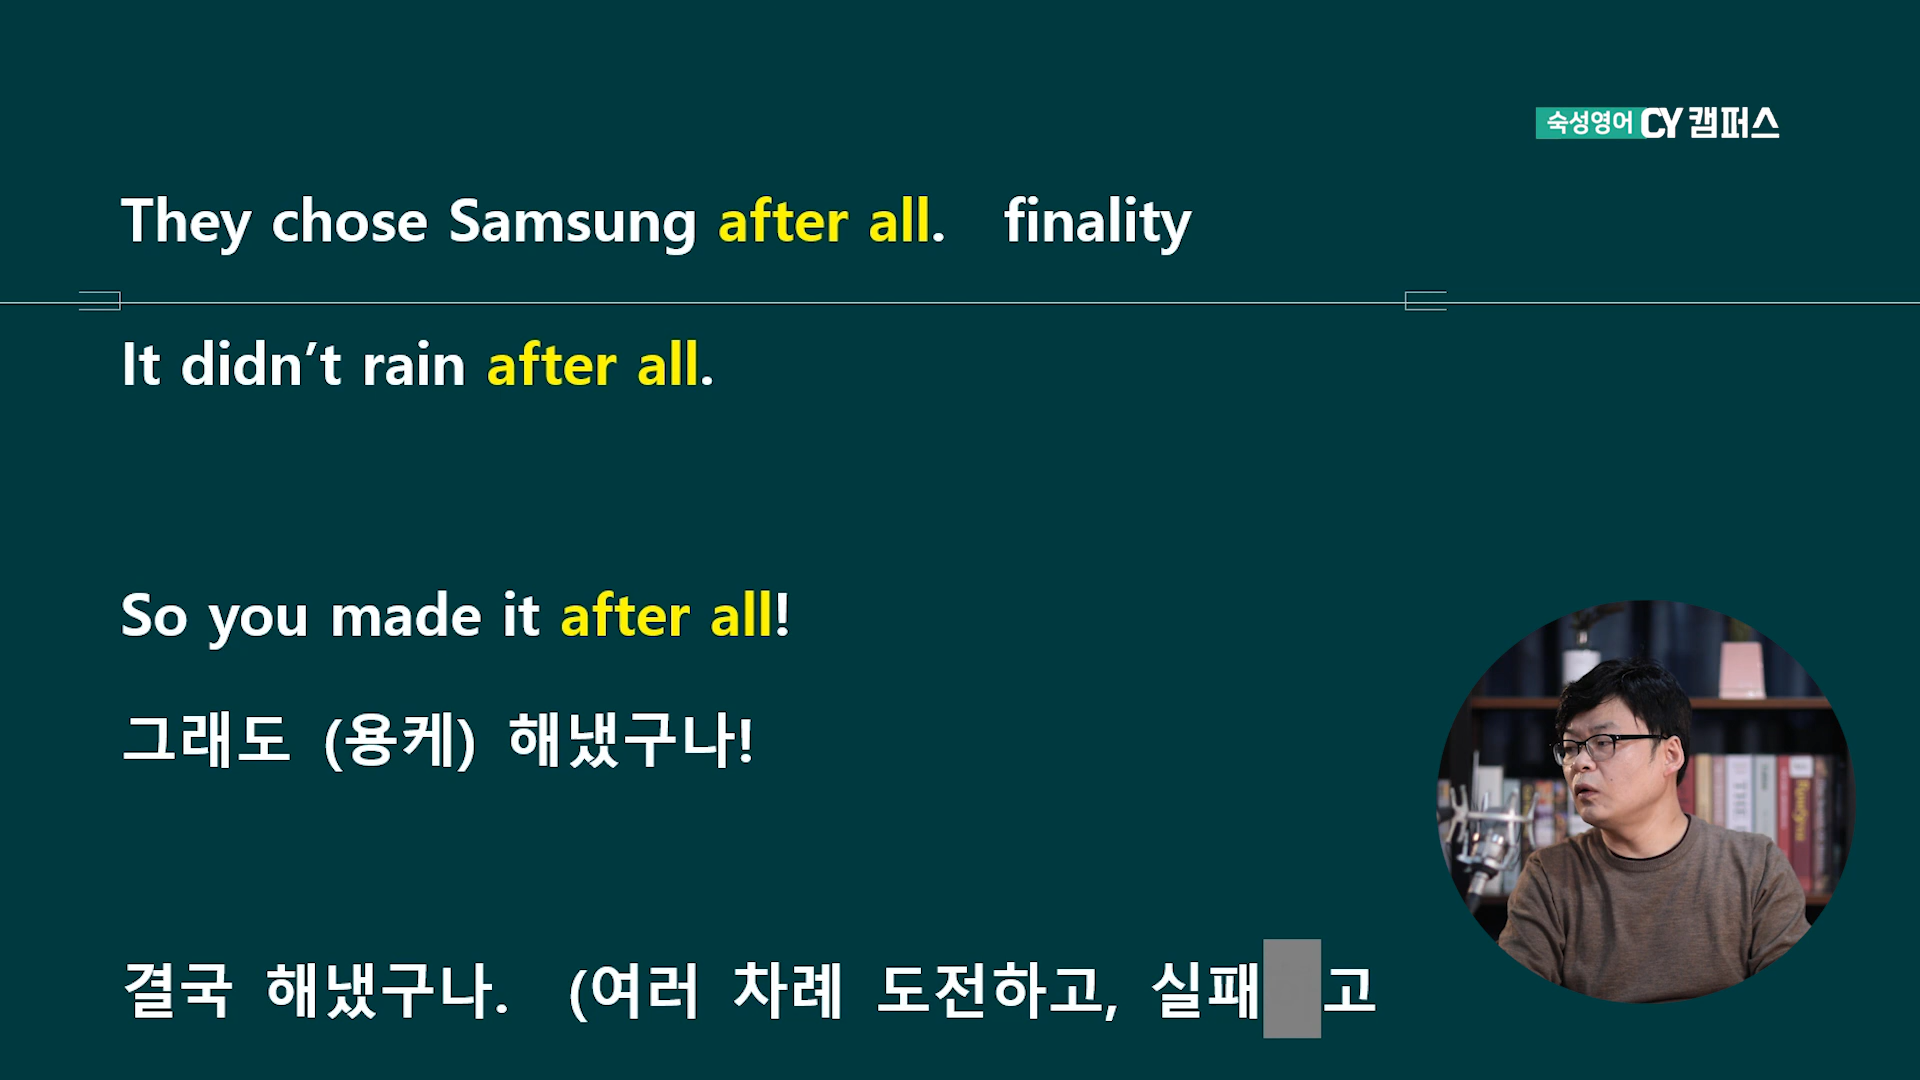 숙성영어 CY캠퍼스
They chose Samsung after all. finality
It didn't rain after all.
So you made it after all!
그래도 (용케) 해냈구나!
결국 해냈구나. (여러 차례 도전하고, 실패 고